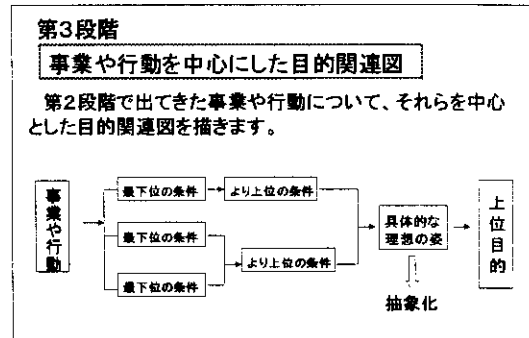 第3段階
事業や行動を中心にした目的関連図
第2段階で出てきた事業や行動について、それらを中心
とした目的関連図を描きます。
事業や行動
最下位の条件
より上位の条件
最下位の条件
より上位の条件
最下位の条件
具体的な
理想の姿
上位目的
抽象化